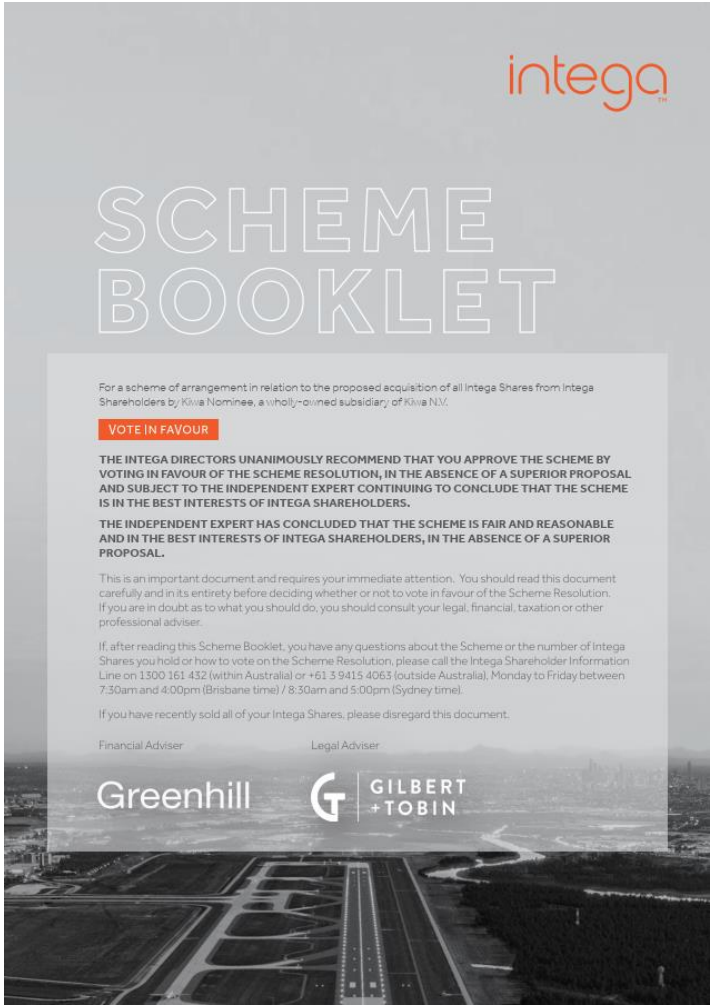 intega
TM
SCHEME
BOOKLET
For a scheme of arrangement in relation to the proposed acquisition of all Intega Shares from Intega
Shareholders by Kiwa Nominee, a wholly-owned subsidiary of Kiwa N.V.
VOTE IN FAVOUR
THE INTEGA DIRECTORS UNANIMOUSLY RECOMMEND THAT YOU APPROVE THE SCHEME BY
VOTING IN FAVOUR OF THE SCHEME RESOLUTION, IN THE ABSENCE OF A SUPERIOR PROPOSAL
AND SUBJECT TO THE INDEPENDENT EXPERT CONTINUING TO CONCLUDE THAT THE SCHEME
IS IN THE BEST INTERESTS OF INTEGA SHAREHOLDERS.
THE INDEPENDENT EXPERT HAS CONCLUDED THAT THE SCHEME IS FAIR AND REASONABLE
AND IN THE BEST INTERESTS OF INTEGA SHAREHOLDERS, IN THE ABSENCE OF A SUPERIOR
PROPOSAL.
This is an important document and requires your immediate attention. You should read this document
carefully and in its entirety before deciding whether or not to vote in favour of the Scheme Resolution.
If you are in doubt as to what you should do, you should consult your legal, financial, taxation or other
professional adviser.
If, after reading this Scheme Booklet, you have any questions about the Scheme or the number of Intega
Shares you hold or how to vote on the Scheme Resolution, please call the Intega Shareholder Information
Line on 1300 161 432 (within Australia) or +61 3 9415 4063 (outside Australia), Monday to Friday between
7:30am and 4:00pm (Brisbane time) / 8:30am and 5:00pm (Sydney time).
If you have recently sold all of your Intega Shares, please disregard this document.
Financial Adviser
Legal Adviser
Greenhill
GILBERT
+TOBIN